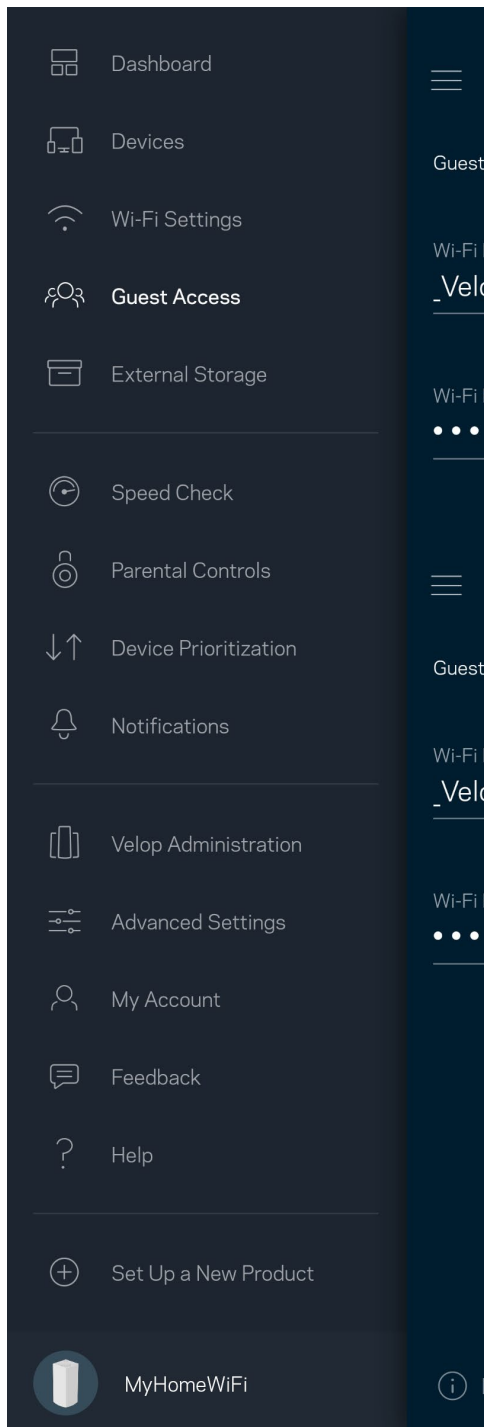 Dashboard
Devices
Wi-Fi Settings
Guest Access
External Storage
Speed Check
Parental Controls
Device Prioritization
Notifications
Velop Administration
Advanced Settings
My Account
Feedback
Help
Set Up a New Product
MyHomeWiFi
Guest
Wi-Fi
_Velo
Wi-Fi
Guest
Wi-Fi
_Velo
Wi-Fi